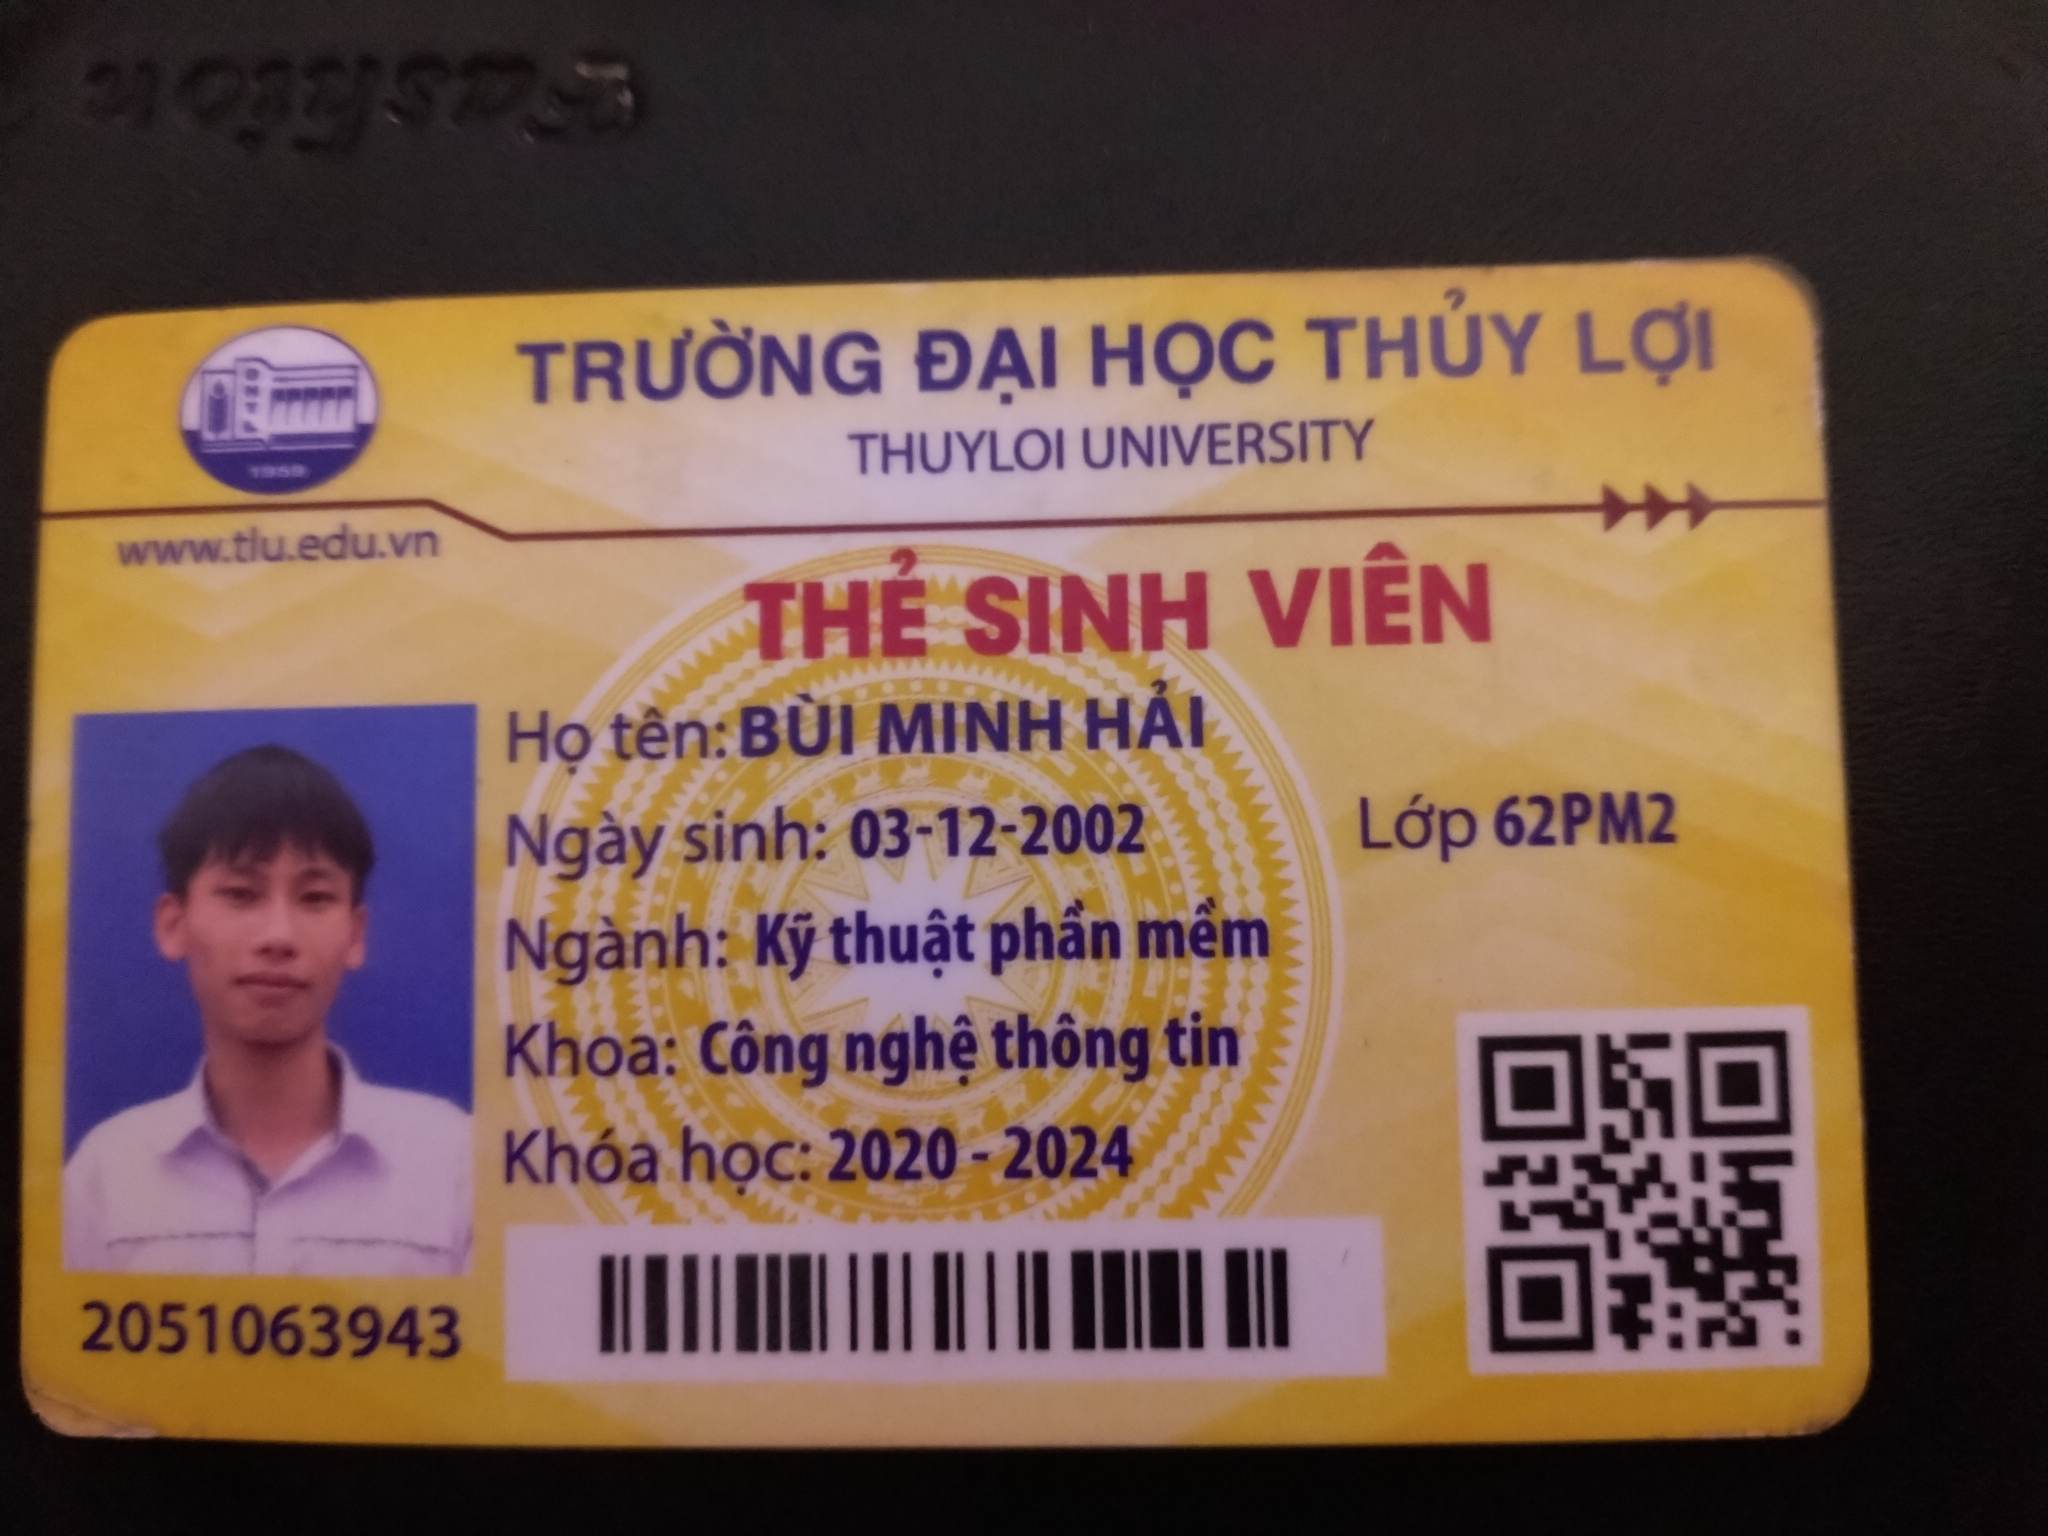 Fashion
TRƯỜNG ĐẠI HỌC THỦY LỢI
ĐHTL
1959
THUYLOI UNIVERSITY
www.tlu.edu.vn
THẺ SINH VIÊN
Họ tên: BÙI MINH HẢI
Ngày sinh: 03-12-2002 Lớp 62PM2
Ngành: Kỹ thuật phần mềm
Khoa: Công nghệ thông tin
Khóa học: 2020 - 2024
2051063943